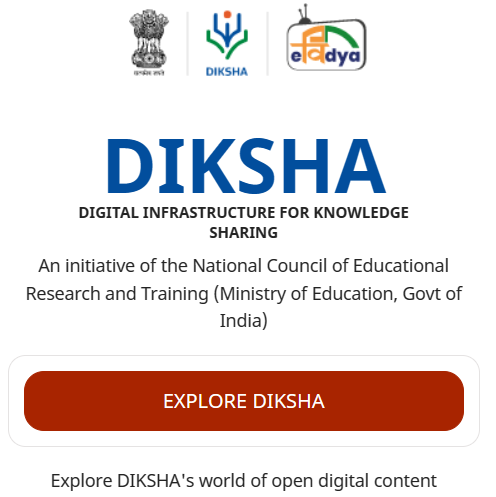 सत्यमेव जयते
DIKSHA
eविdya
DIKSHA
DIGITAL INFRASTRUCTURE FOR KNOWLEDGE
SHARING
An initiative of the National Council of Educational
Research and Training (Ministry of Education, Govt of
India)
EXPLORE DIKSHA
Explore DIKSHA's world of open digital content